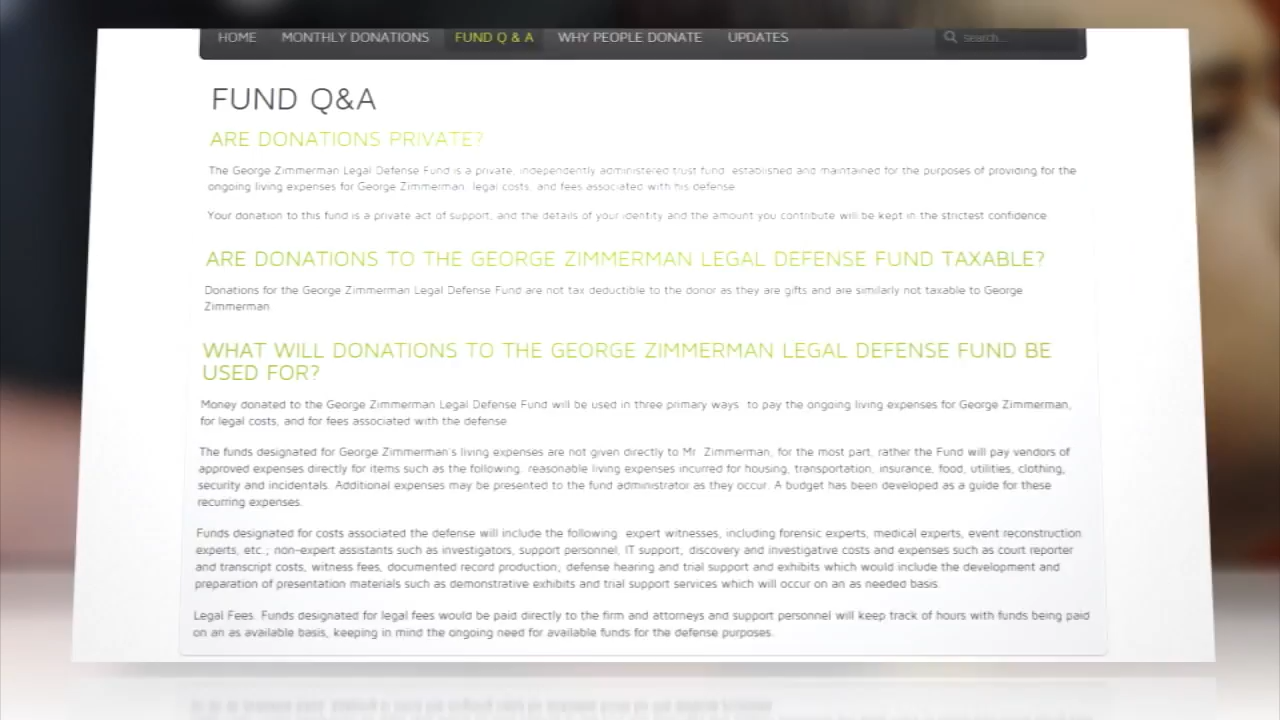 HOME MONTHLY DONATIONS FUND Q & A WHY PEOPLE DONATE UPDATES search...
FUND Q&A
ARE DONATIONS PRIVATE?
The George Zimmerman Legal Defense Fund is a private, independently administered trust fund established and maintained for the purposes of providing for the
ongoing living expenses for George Zimmerman, legal costs, and fees associated with his defense
Your donation to this fund is a private act of support, and the details of your identity and the amount you contribute will be kept in the strictest confidence
ARE DONATIONS TO THE GEORGE ZIMMERMAN LEGAL DEFENSE FUND TAXABLE?
Donations for the George Zimmerman Legal Defense Fund are not tax deductible to the donor as they are gifts and are similarly not taxable to George
Zimmerman
WHAT WILL DONATIONS TO THE GEORGE ZIMMERMAN LEGAL DEFENSE FUND BE
USED FOR?
Money donated to the George Zimmerman Legal Defense Fund will be used in three primary ways: to pay the ongoing living expenses for George Zimmerman,
for legal costs, and for fees associated with the defense
The funds designated for George Zimmerman's living expenses are not given directly to Mr. Zimmerman, for the most part, rather the Fund will pay vendors of
approved expenses directly for items such as the following: reasonable living expenses incurred for housing, transportation, insurance, food, utilities, clothing,
security and incidentals. Additional expenses may be presented to the fund administrator as they occur. A budget has been developed as a guide for these
recurring expenses.
Funds designated for costs associated the defense will include the following: expert witnesses, including forensic experts, medical experts, event reconstruction
experts, etc.; non-expert assistants such as investigators, support personnel, IT support; discovery and investigative costs and expenses such as court reporter
and transcript costs, witness fees, documented record production; defense hearing and trial support and exhibits which would include the development and
preparation of presentation materials such as demonstrative exhibits and trial support services which will occur on an as needed basis.
Legal Fees: Funds designated for legal fees would be paid directly to the firm and attorneys and support personnel will keep track of hours with funds being paid
on an as available basis, keeping in mind the ongoing need for available funds for the defense purposes.